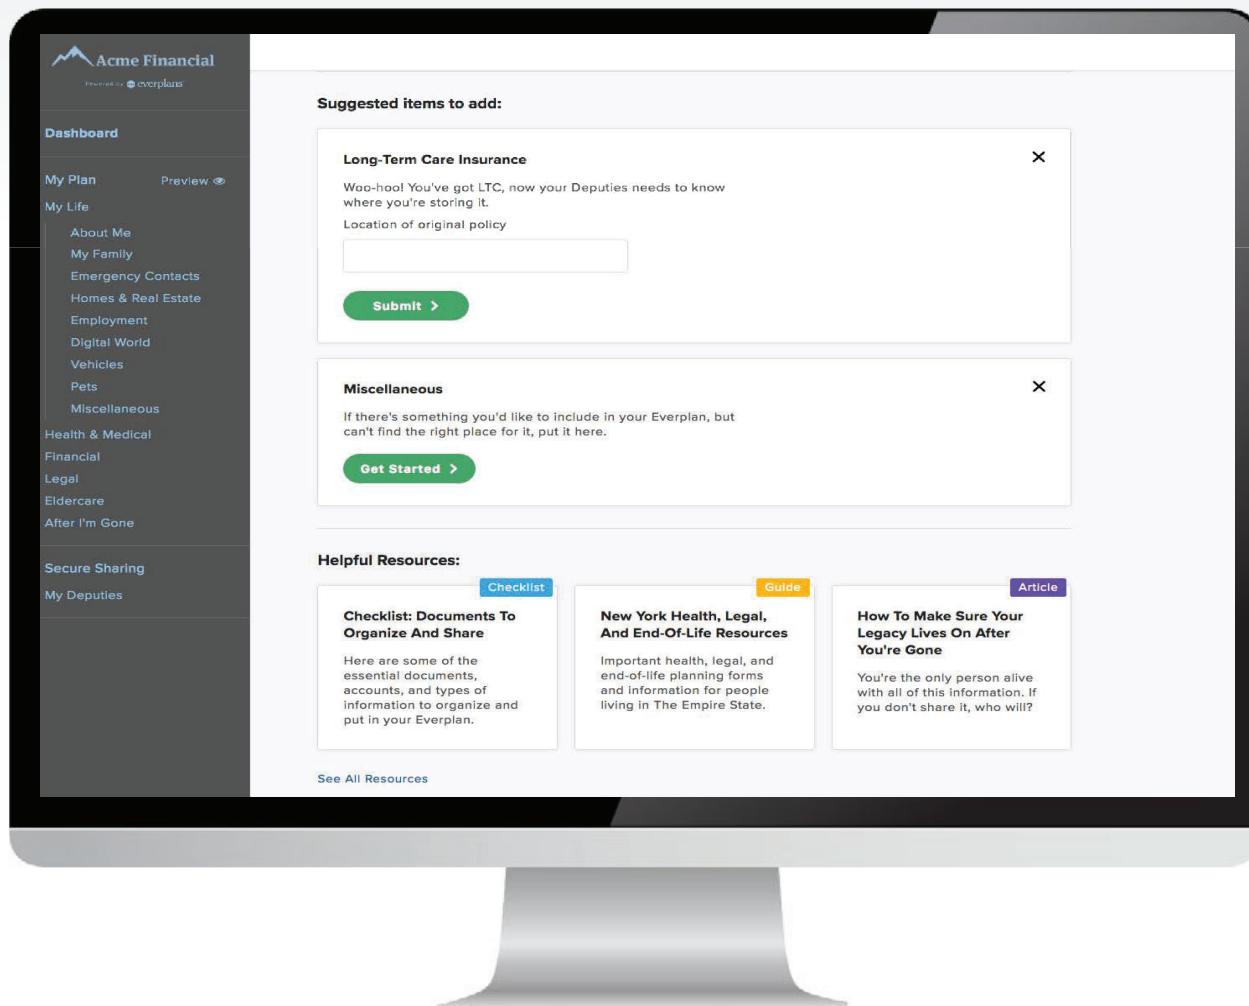 Acme Financial
Powered by everplans
Dashboard
My Plan Preview
My Life
About Me
My Family
Emergency Contacts
Homes & Real Estate
Employment
Digital World
Vehicles
Pets
Miscellaneous
Health & Medical
Financial
Legal
Eldercare
After I'm Gone
Secure Sharing
My Deputies
Suggested items to add:
Long-Term Care Insurance
Woo-hoo! You've got LTC, now your Deputies needs to know
where you're storing it.
Location of original policy
Submit
Miscellaneous
If there's something you'd like to include in your Everplan, but
can't find the right place for it, put it here.
Get Started
Helpful Resources:
Checklist
Checklist: Documents To
Organize And Share
Here are some of the
essential documents,
accounts, and types of
information to organize and
put in your Everplan.
Guide
New York Health, Legal,
And End-Of-Life Resources
Important health, legal, and
end-of-life planning forms
and information for people
living in The Empire State.
Article
How To Make Sure Your
Legacy Lives On After
You're Gone
You're the only person alive
with all of this information. If
you don't share it, who will?
See All Resources